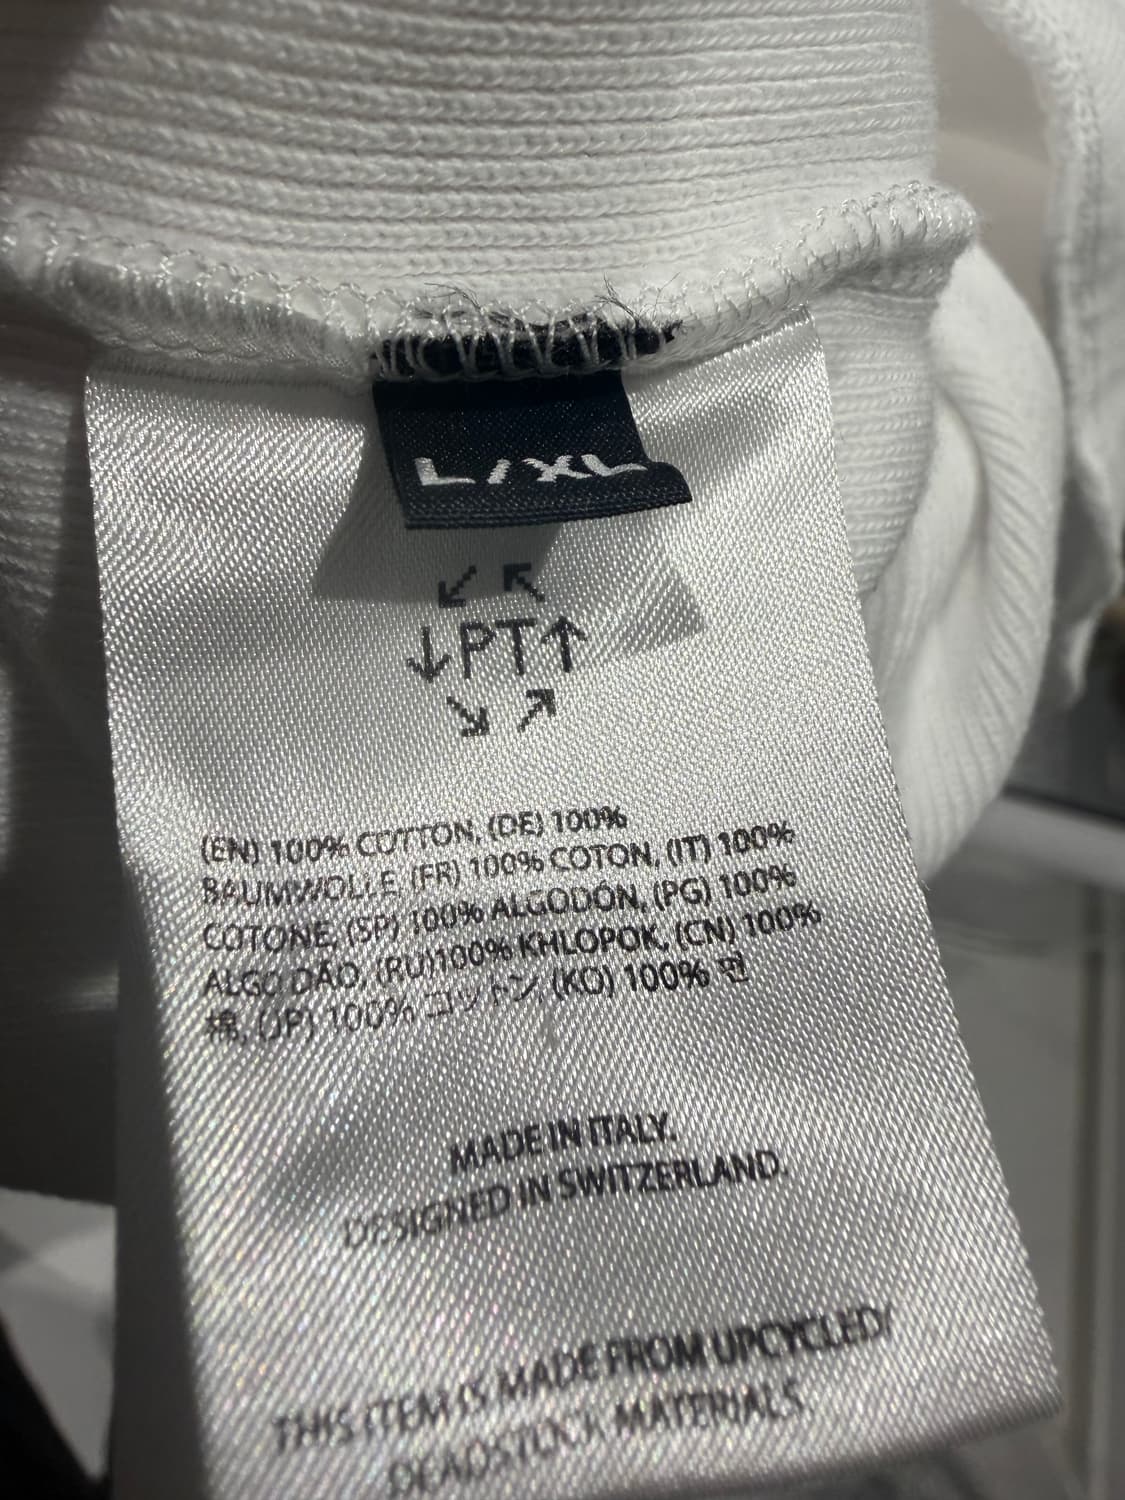 L/XL
↙ ↖
↓PT↑
↘ ↗
(EN) 100% COTTON, (DE) 100%
BAUMWOLLE, (FR) 100% COTON, (IT) 100%
COTONE, (SP) 100% ALGODÓN, (PG) 100%
ALGODÃO, (RU)100% KHLOPOK, (CN) 100%
棉, (JP) 100% コットン, (KO) 100% 면
MADE IN ITALY.
DESIGNED IN SWITZERLAND.
THIS ITEM IS MADE FROM UPCYCLED/
DEADSTOCK MATERIALS